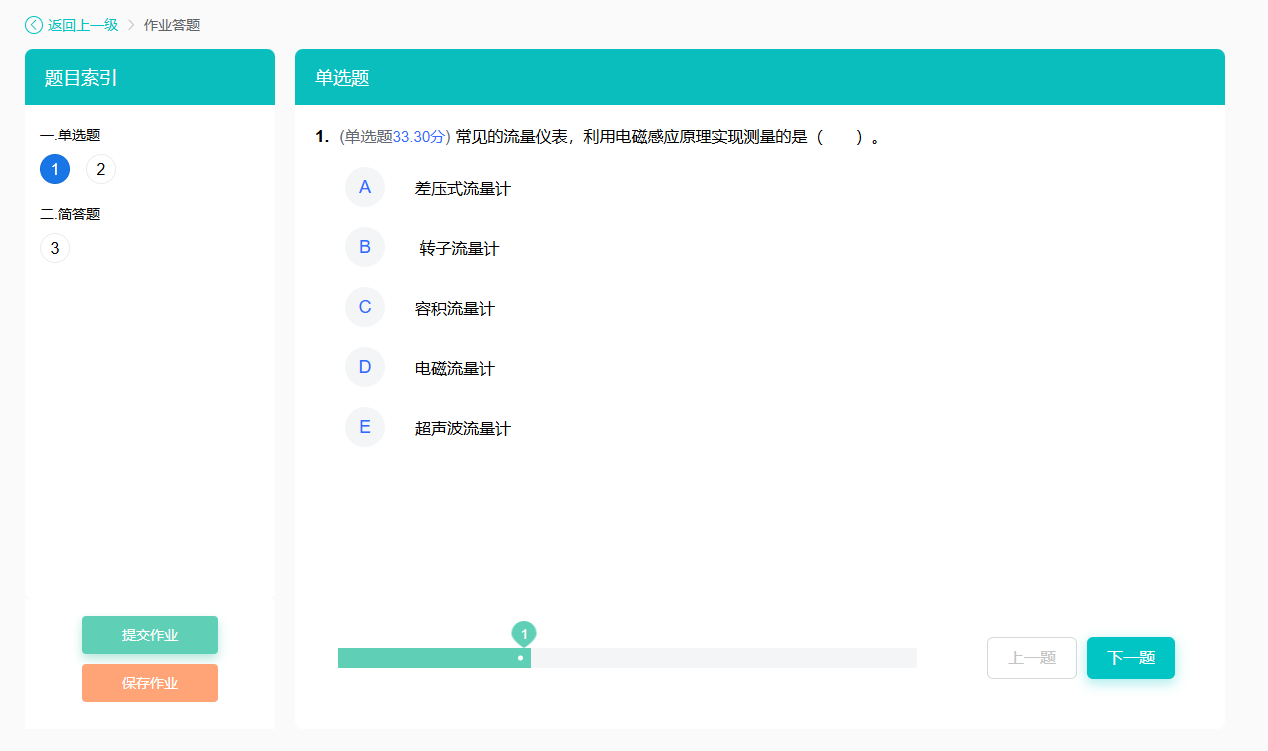 返回上一级 > 作业答题
题目索引
一.单选题
1 2
二.简答题
3
提交作业
保存作业
单选题
1. (单选题33.30分) 常见的流量仪表，利用电磁感应原理实现测量的是（　　）。
A 差压式流量计
B 转子流量计
C 容积流量计
D 电磁流量计
E 超声波流量计
1
上一题 下一题